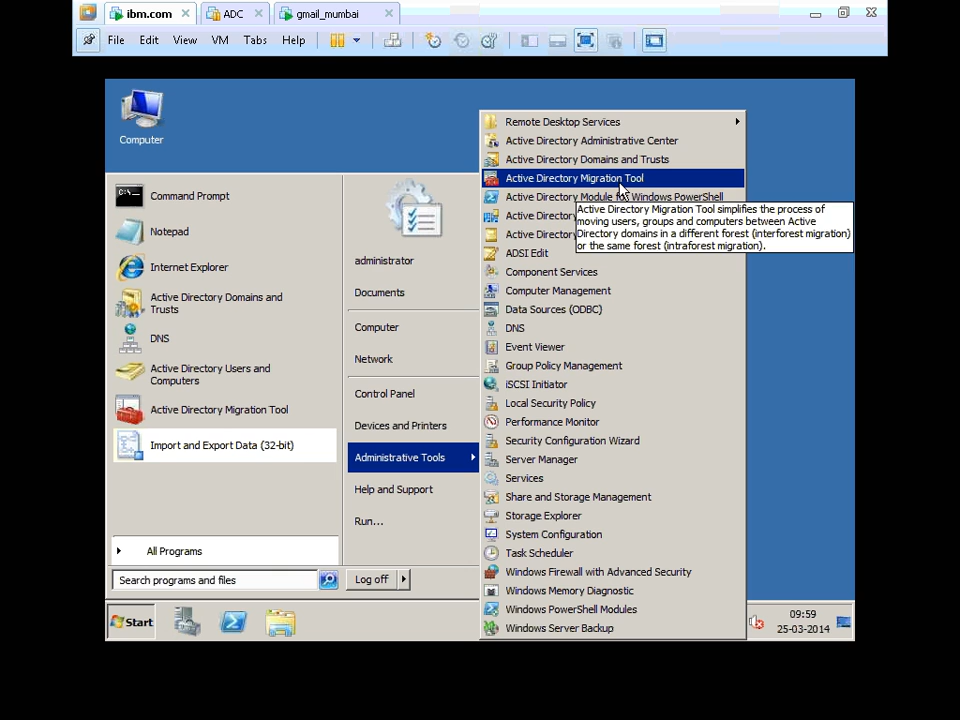 ibm.com
ADC
gmail_mumbai
File Edit View VM Tabs Help
Computer
Command Prompt
Notepad
Internet Explorer
Active Directory Domains and
Trusts
DNS
Active Directory Users and
Computers
Active Directory Migration Tool
Import and Export Data (32-bit)
All Programs
Search programs and files
administrator
Documents
Computer
Network
Control Panel
Devices and Printers
Administrative Tools
Help and Support
Run...
Log off
Remote Desktop Services
Active Directory Administrative Center
Active Directory Domains and Trusts
Active Directory Migration Tool
Active Directory Module for Windows PowerShell
Active Directory
Active Directory
ADSI Edit
Component Services
Computer Management
Data Sources (ODBC)
DNS
Event Viewer
Group Policy Management
iSCSI Initiator
Local Security Policy
Performance Monitor
Security Configuration Wizard
Server Manager
Services
Share and Storage Management
Storage Explorer
System Configuration
Task Scheduler
Windows Firewall with Advanced Security
Windows Memory Diagnostic
Windows PowerShell Modules
Windows Server Backup
Active Directory Migration Tool simplifies the process of
moving users, groups and computers between Active
Directory domains in a different forest (interforest migration)
or the same forest (intraforest migration).
Start
09:59
25-03-2014